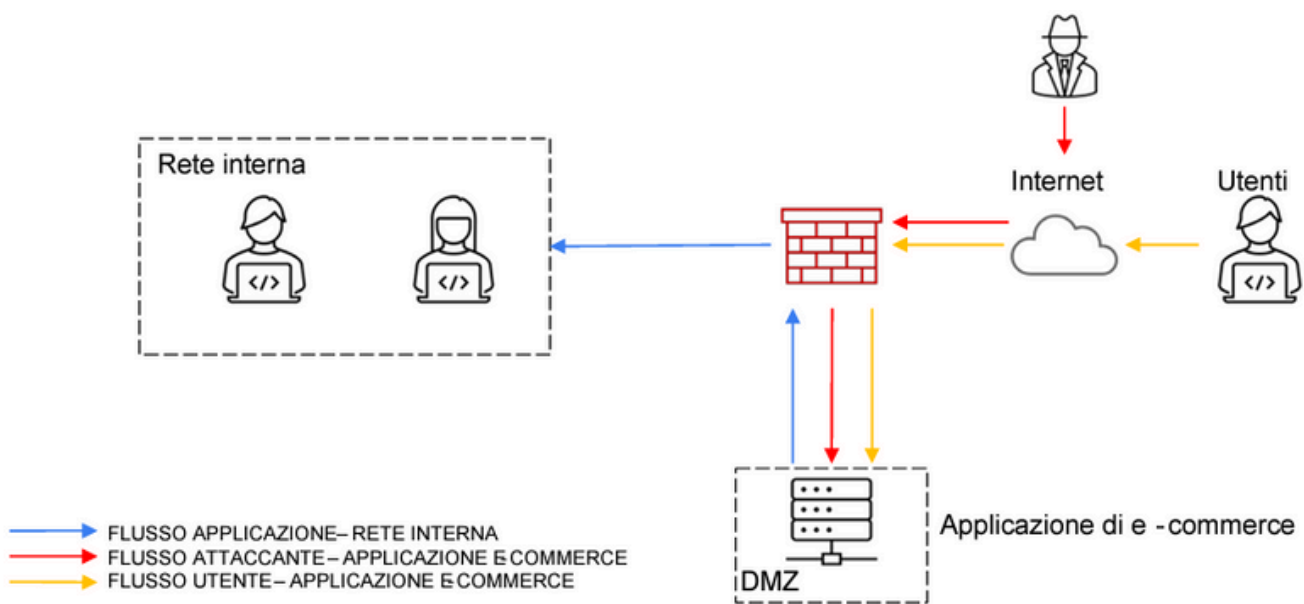 Rete interna
Internet
Utenti
</>
</>
</>
Applicazione di e -commerce
DMZ
FLUSSO APPLICAZIONE– RETE INTERNA
FLUSSO ATTACCANTE – APPLICAZIONE E-COMMERCE
FLUSSO UTENTE – APPLICAZIONE E-COMMERCE